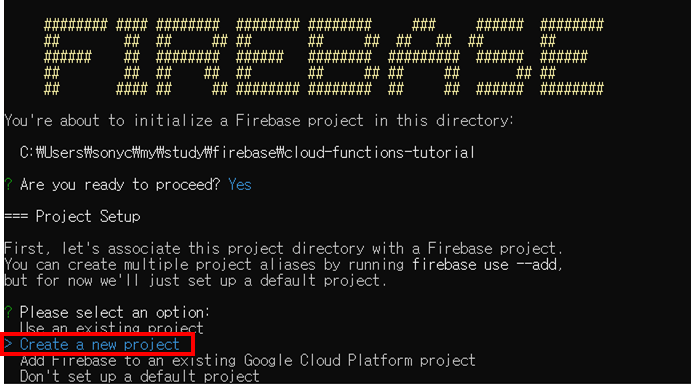 FIREBASE
You're about to initialize a Firebase project in this directory:
C:₩Users₩sonyc₩my₩study₩firebase₩cloud-functions-tutorial
? Are you ready to proceed? Yes
=== Project Setup
First, let's associate this project directory with a Firebase project.
You can create multiple project aliases by running firebase use --add,
but for now we'll just set up a default project.
? Please select an option:
Use an existing project
> Create a new project
Add Firebase to an existing Google Cloud Platform project
Don't set up a default project